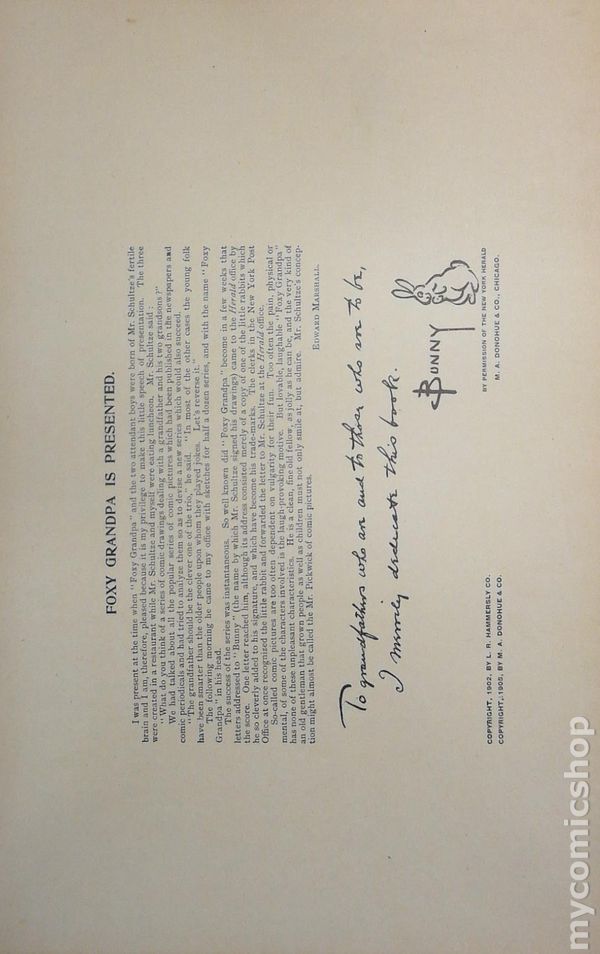 FOXY GRANDPA IS PRESENTED.
I was present at the time when "Foxy Grandpa" and the two attendant boys were born of Mr. Schultze's fertile
brain and I am, therefore, pleased because it is my privilege to make this little speech of presentation. The three
were created in a restaurant while Mr. Schultze and myself were eating luncheon. Mr. Schultze said:
"What do you think of a series of comic drawings dealing with a grandfather and his two grandsons?"
We had talked about all the popular series of comic pictures which had been published in the newspapers and
comic periodicals and had tried to analyze them so as to devise a new series which would also succeed.
"The grandfather should be the clever one of the trio," he said. "In most of the other cases the young folk
have been smarter than the older people upon whom they played jokes. Let's reverse it."
The following morning he came to my office with sketches for half a dozen series, and with the name "Foxy
Grandpa" in his head.
The success of the series was instantaneous. So well known did "Foxy Grandpa" become in a few weeks that
letters addressed to "Bunny" (the name by which Mr. Schultze signed his drawings) came to the Herald office by
the score. One letter reached him, although its address consisted merely of a copy of one of the little rabbits which
he so cleverly added to his signature, and which have become his trade-marks. The clerks in the New York Post
Office at once recognized the little rabbit and forwarded the letter to Mr. Schultze at the Herald office.
So-called comic pictures are too often dependent on vulgarity for their fun. Too often the pain, physical or
mental, of some of the characters involved is the laugh-provoking motive. But lovable, laughable "Foxy Grandpa"
has none of these unpleasant characteristics. He is a clean, fine old fellow, as jolly as he can be, and the very kind of
an old gentleman that grown people as well as children must not only smile at, but admire. Mr. Schultze's concep-
tion might almost be called the Mr. Pickwick of comic pictures.
EDWARD MARSHALL.
To grandfathers who are and to those who are to be,
I merrily dedicate this book.
BUNNY
BY PERMISSION OF THE NEW YORK HERALD
M. A. DONOHUE & CO., CHICAGO.
COPYRIGHT, 1902, BY L. R. HAMMERSLY CO.
COPYRIGHT, 1905, BY M. A. DONOHUE & CO.
mycomicshop